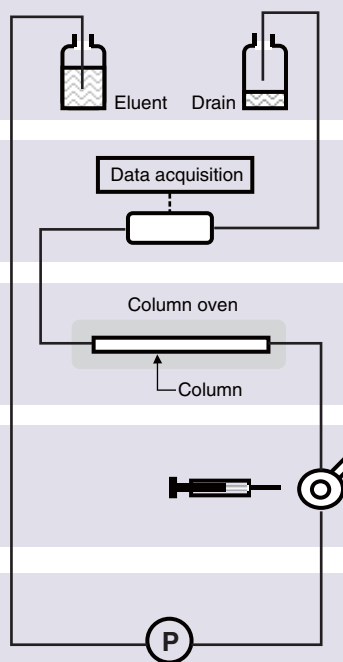 Eluent
Drain
Data acquisition
Column oven
Column
P